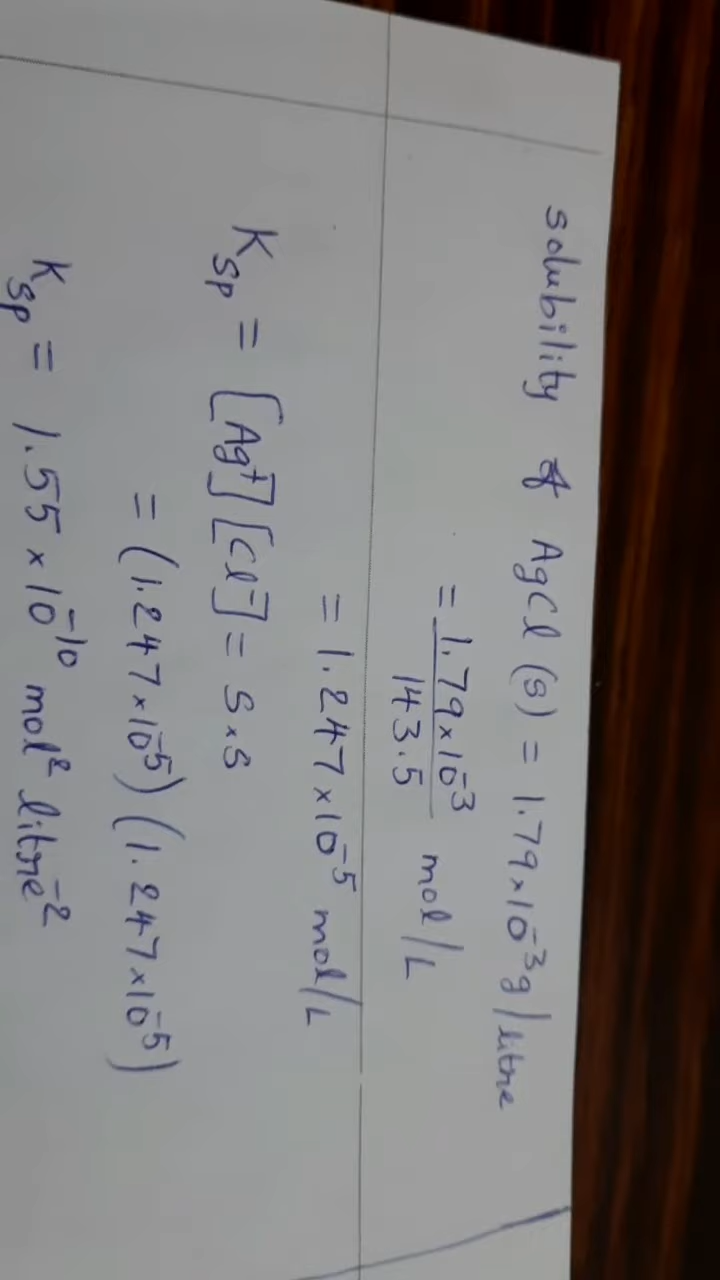 solubility of AgCl (s) = 1.79×10⁻³g/litre
= 1.79×10⁻³
143.5 mol/L
= 1.247×10⁻⁵ mol/L
Ksp = [Ag⁺][Cl⁻] = s×s
= (1.247×10⁻⁵)(1.247×10⁻⁵)
Ksp = 1.55×10⁻¹⁰ mol² litre⁻²